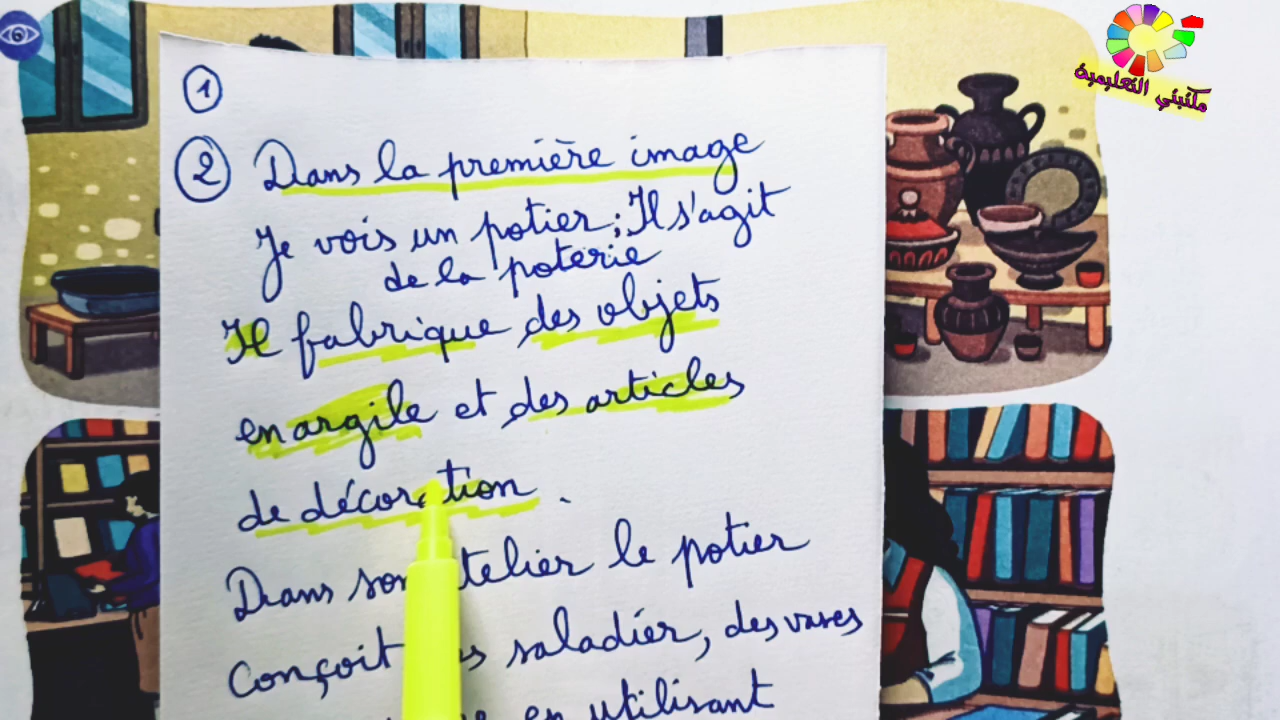 مكتبتي التعليمية
1
2 Dans la première image
Je vois un potier ; Il s'agit
de la poterie
Il fabrique des objets
en argile et des articles
de décoration .
Dans son atelier le potier
conçoit saladier, des vases
en utilisant